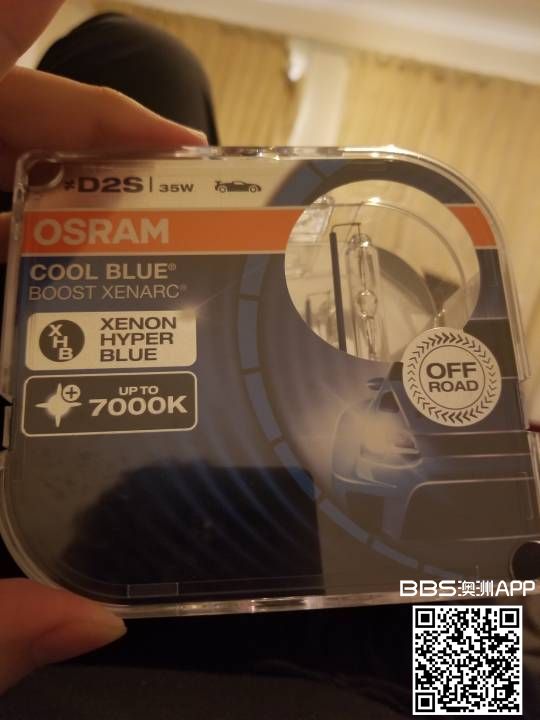 ≠D2S | 35W
OSRAM
COOL BLUE®
BOOST XENARC®
XHB
XENON
HYPER
BLUE
UP TO
7000K
OFF
ROAD
BBS澳洲APP